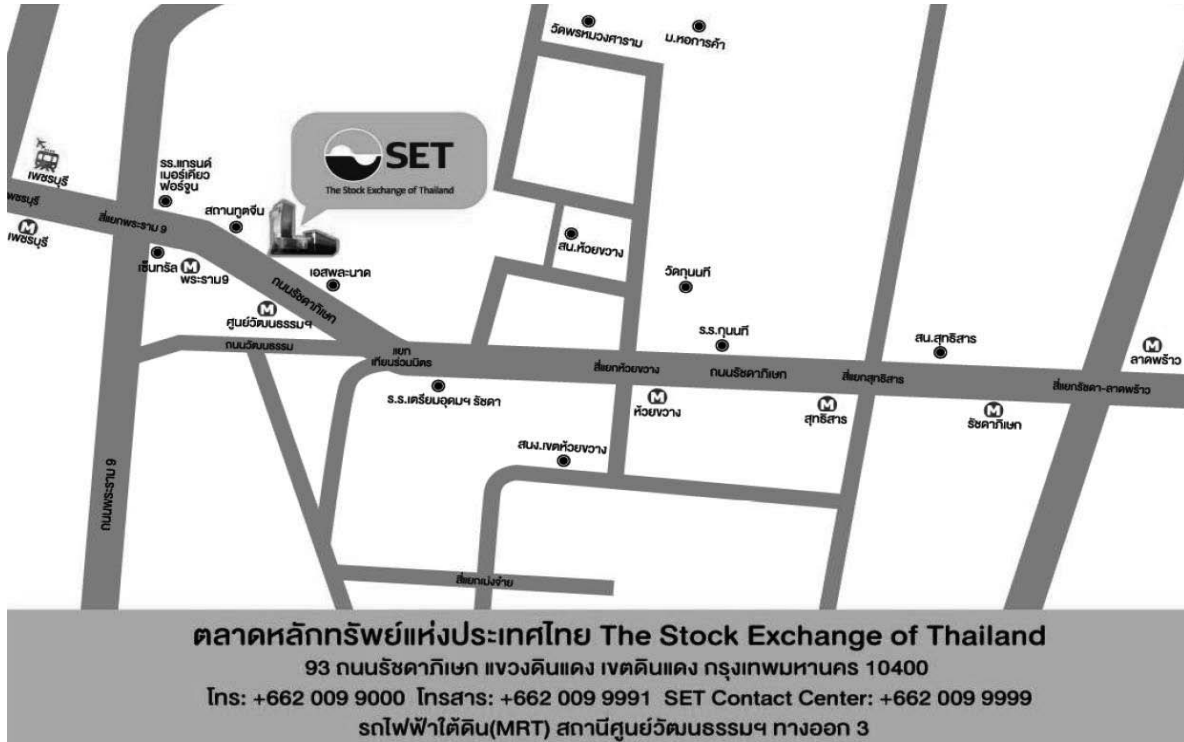 วัดพรหมวงศาราม
ม.หอการค้า
SET
The Stock Exchange of Thailand
เพชรบุรี
รร.แกรนด์
เมอร์เคียว
ฟอร์จูน
สถานทูตจีน
เพชรบุรี
สี่แยกพระราม 9
M
เพชรบุรี
เซ็นทรัล
M
พระราม9
เอสพละนาด
ถนนรัชดาภิเษก
M
ศูนย์วัฒนธรรมฯ
ถนนวัฒนธรรม
แยก
เทียนร่วมมิตร
สน.ห้วยขวาง
วัดกุนนที
ร.ร.กุนนที
สน.สุทธิสาร
M
ลาดพร้าว
สี่แยกห้วยขวาง
ถนนรัชดาภิเษก
สี่แยกสุทธิสาร
สี่แยกรัชดา-ลาดพร้าว
ร.ร.เตรียมอุดมฯ รัชดา
M
ห้วยขวาง
M
สุทธิสาร
M
รัชดาภิเษก
สนง.เขตห้วยขวาง
ถนนพระราม 9
สี่แยกเม่งจ๋าย
ตลาดหลักทรัพย์แห่งประเทศไทย The Stock Exchange of Thailand
93 ถนนรัชดาภิเษก แขวงดินแดง เขตดินแดง กรุงเทพมหานคร 10400
โทร: +662 009 9000 โทรสาร: +662 009 9991 SET Contact Center: +662 009 9999
รถไฟฟ้าใต้ดิน(MRT) สถานีศูนย์วัฒนธรรมฯ ทางออก 3